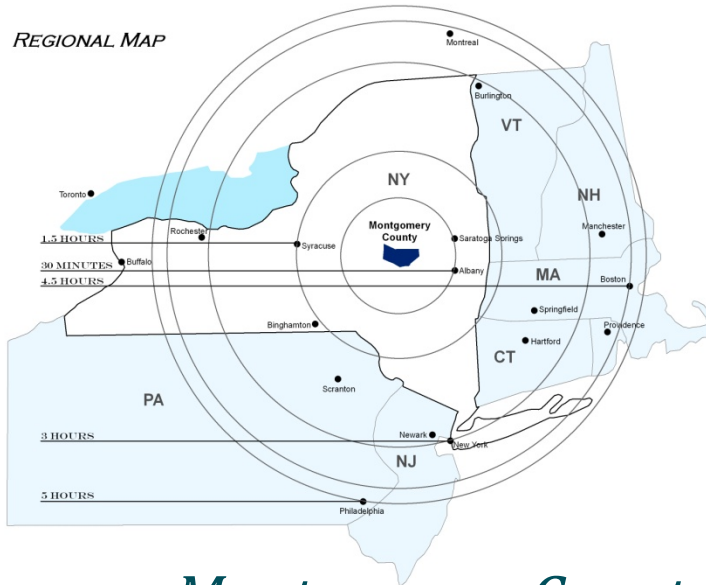 REGIONAL MAP
Montreal
Burlington
VT
NY
NH
Toronto
Montgomery
County
Rochester
Saratoga Springs
Manchester
1.5 HOURS
Syracuse
Buffalo
30 MINUTES
Albany
MA
4.5 HOURS
Boston
Springfield
Binghamton
Providence
Hartford
CT
Scranton
PA
3 HOURS
Newark
New York
NJ
5 HOURS
Philadelphia